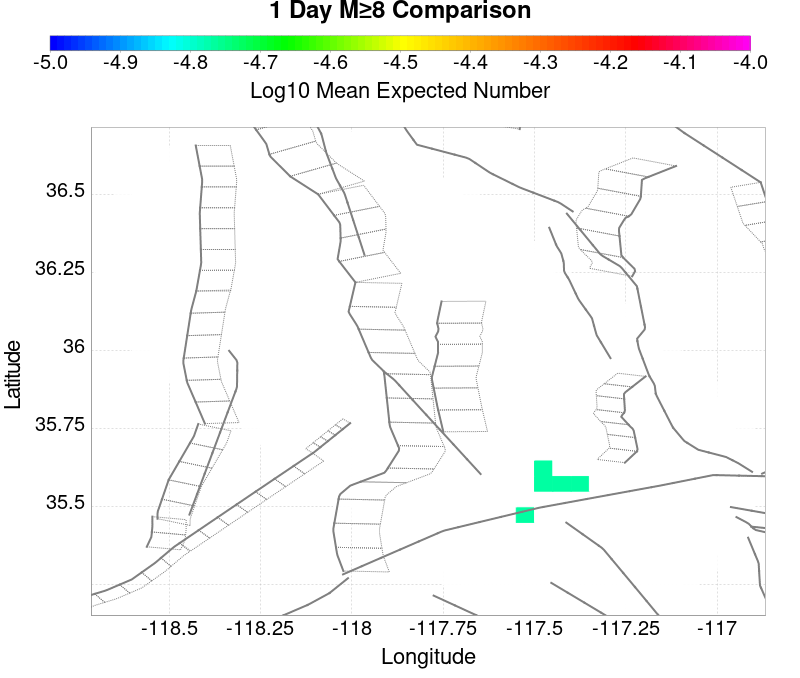 1 Day M≥8 Comparison
-5.0 -4.9 -4.8 -4.7 -4.6 -4.5 -4.4 -4.3 -4.2 -4.1 -4.0
Log10 Mean Expected Number
36.5
36.25
36
35.75
35.5
Latitude
-118.5 -118.25 -118 -117.75 -117.5 -117.25 -117
Longitude